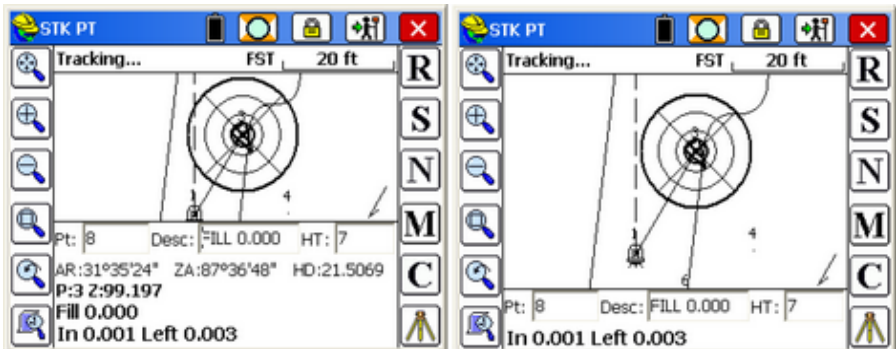 STK PT
Tracking... FST 20 ft
R
S
N
M
C
4
1
Pt: 8 Desc: FILL 0.000 HT: 7
AR:31°35'24" ZA:87°36'48" HD:21.5069
P:3 Z:99.197
Fill 0.000
In 0.001 Left 0.003
STK PT
Tracking... FST 20 ft
R
S
N
M
C
4
1
6
Pt: 8 Desc: FILL 0.000 HT: 7
In 0.001 Left 0.003